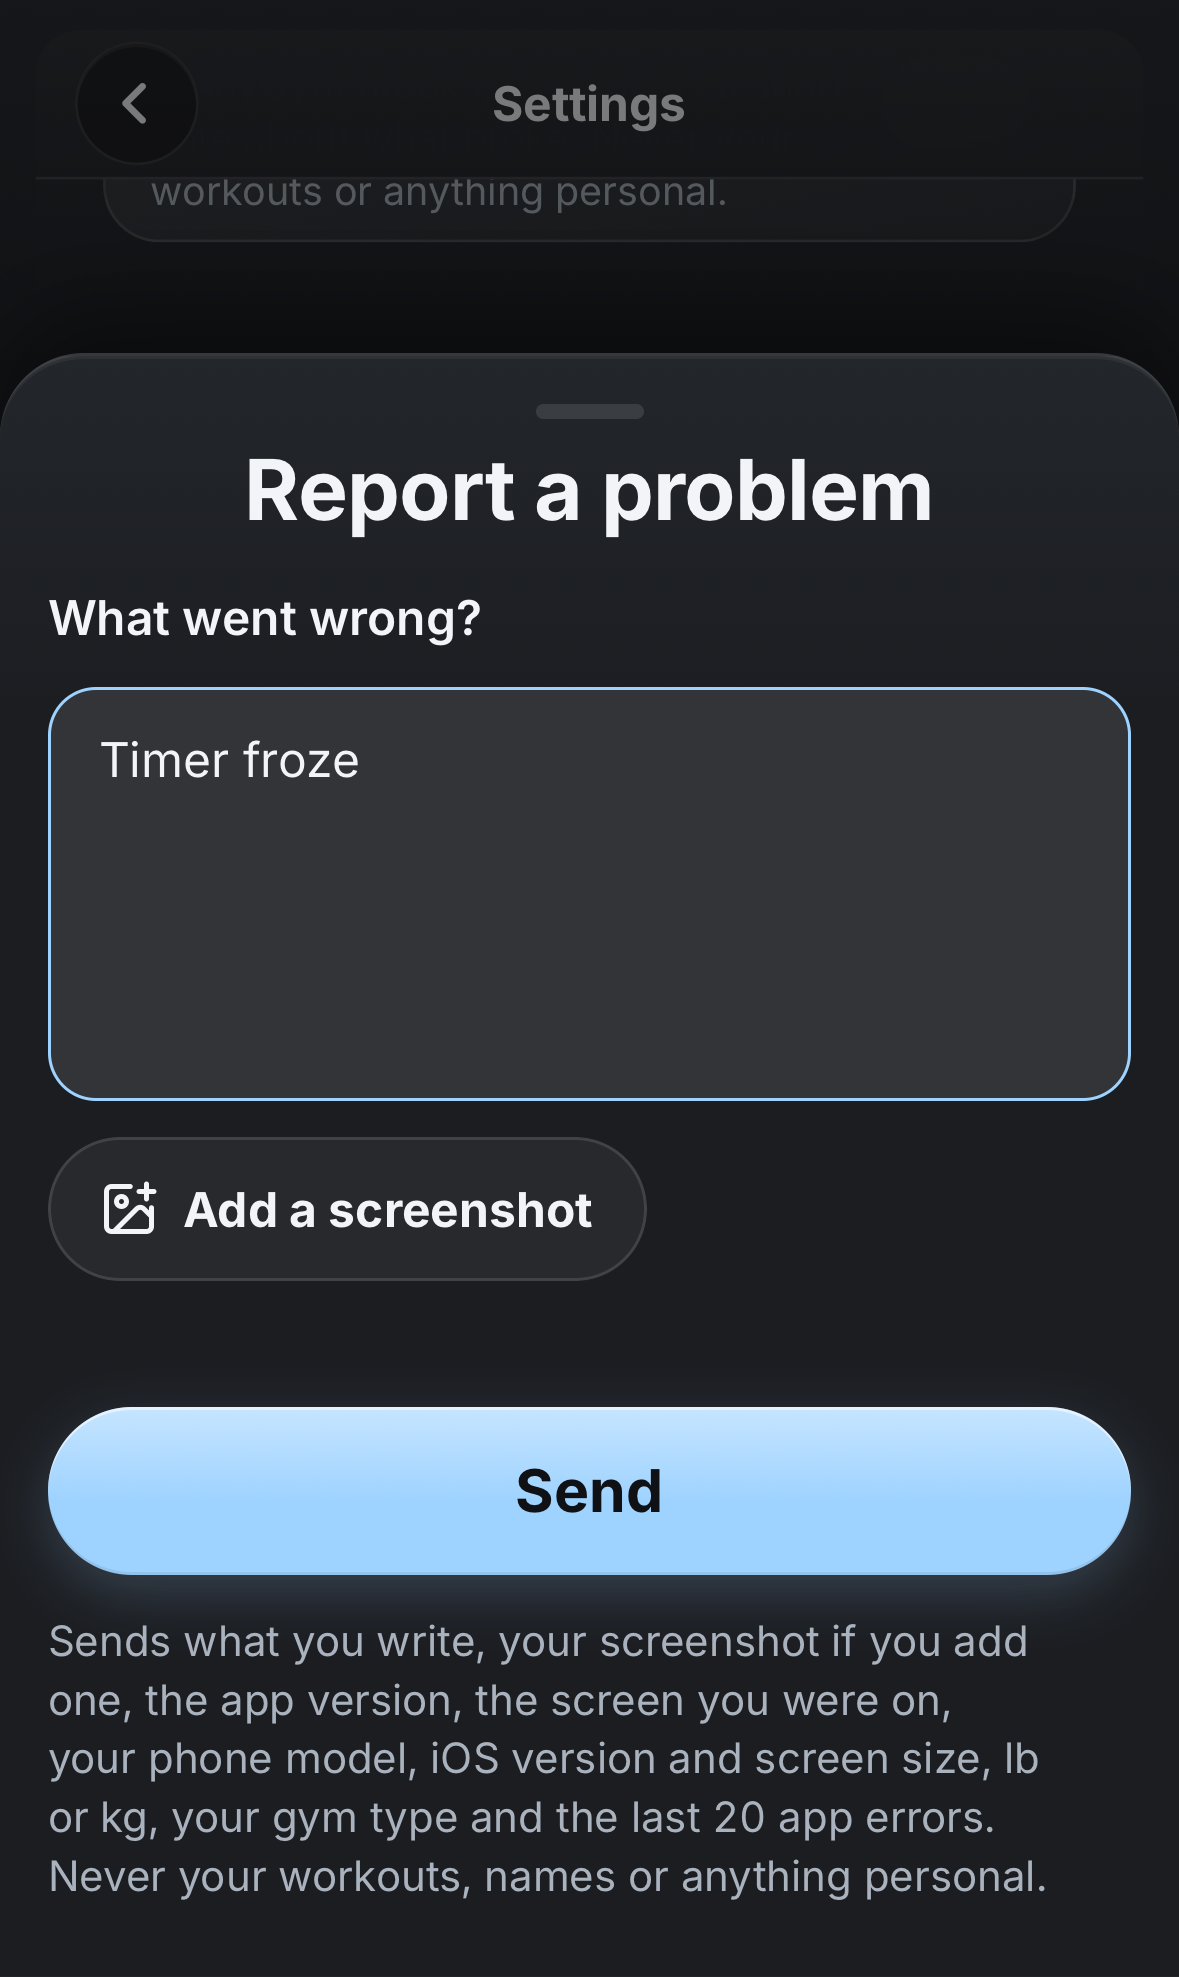 Settings
workouts or anything personal.
Report a problem
What went wrong?
Timer froze
Add a screenshot
Send
Sends what you write, your screenshot if you add
one, the app version, the screen you were on,
your phone model, iOS version and screen size, lb
or kg, your gym type and the last 20 app errors.
Never your workouts, names or anything personal.